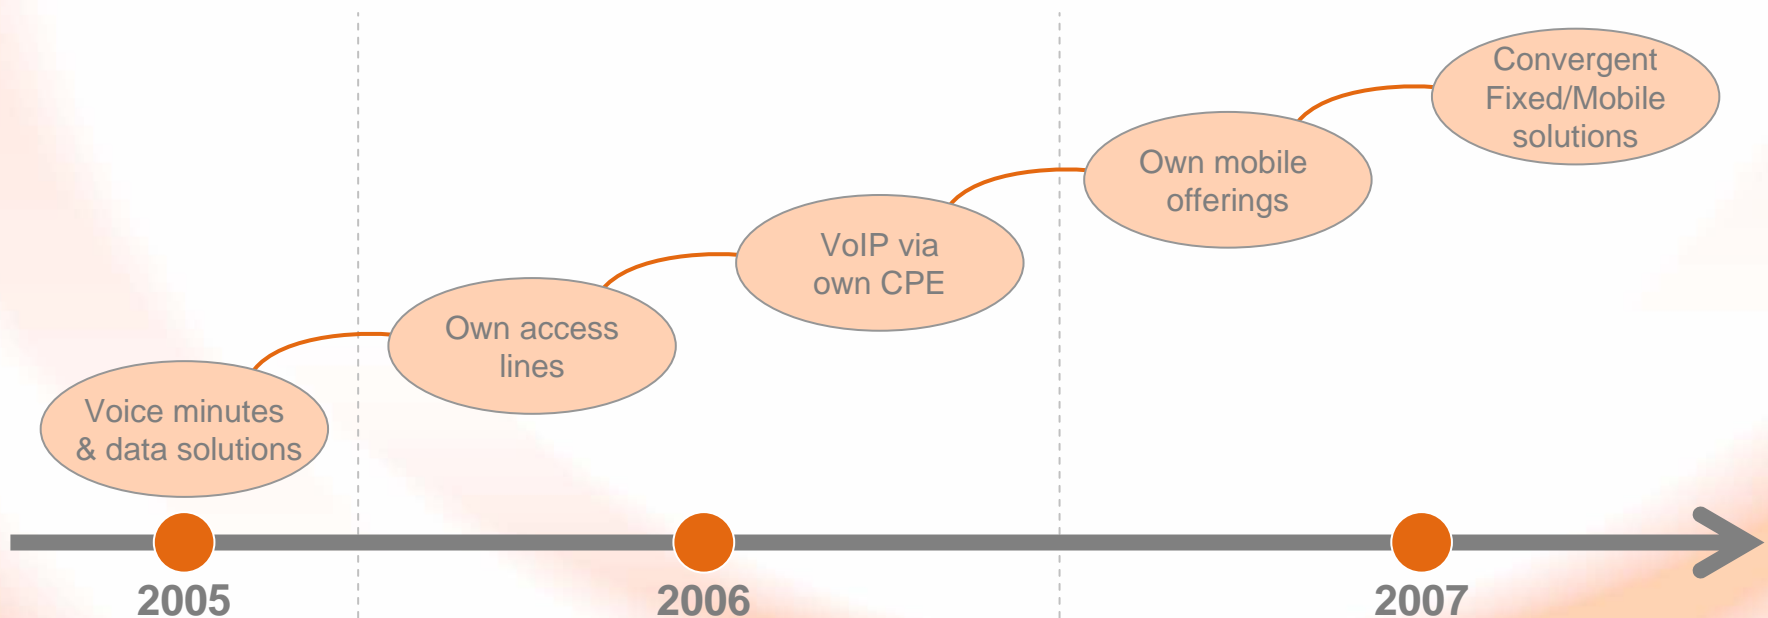 Convergent
Fixed/Mobile
solutions
Own mobile
offerings
VoIP via
own CPE
Own access
lines
Voice minutes
& data solutions
2005
2006
2007